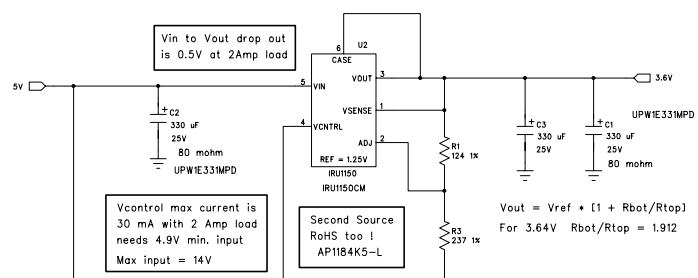 Vin to Vout drop out
is 0.5V at 2Amp load
6
U2
CASE
5V
5
VIN
VOUT
3
3.6V
VSENSE
1
4
VCNTRL
ADJ
2
REF = 1.25V
IRU1150
IRU1150CM
+
C2
330 uF
25V
80 mohm
UPW1E331MPD
R1
124 1%
+
C3
330 uF
25V
+
C1
330 uF
25V
80 mohm
UPW1E331MPD
Vcontrol max current is
30 mA with 2 Amp load
needs 4.9V min. input
Max input = 14V
Second Source
RoHS too !
AP1184K5-L
R3
237 1%
Vout = Vref * [1 + Rbot/Rtop]
For 3.64V Rbot/Rtop = 1.912